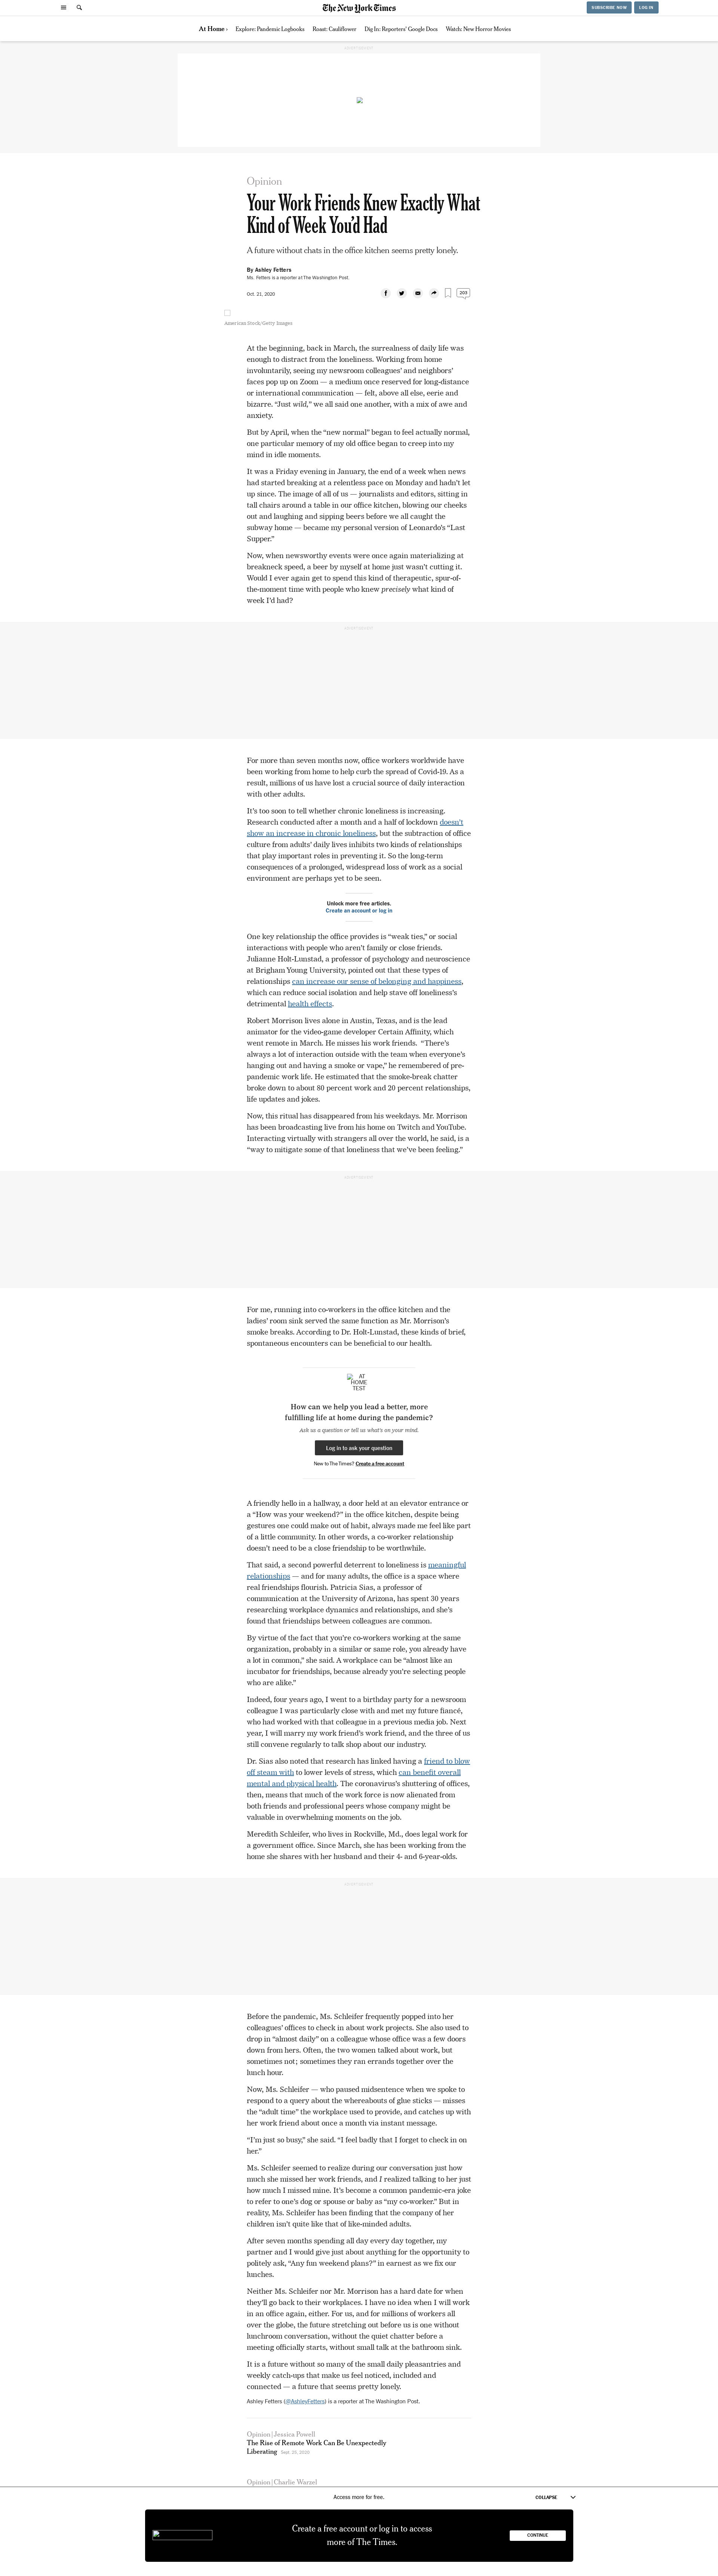 The New York Times
SUBSCRIBE NOW
LOG IN
At Home ›
Explore: Pandemic Logbooks
Roast: Cauliflower
Dig In: Reporters' Google Docs
Watch: New Horror Movies
ADVERTISEMENT
Opinion
Your Work Friends Knew Exactly What
Kind of Week You'd Had
A future without chats in the office kitchen seems pretty lonely.
By Ashley Fetters
Ms. Fetters is a reporter at The Washington Post.
Oct. 21, 2020
203
American Stock/Getty Images
At the beginning, back in March, the surrealness of daily life was
enough to distract from the loneliness. Working from home and
involuntarily, seeing my newsroom colleagues' and neighbors'
faces pop up on Zoom — a medium once reserved for long-distance
or international communication — felt, above all else, eerie and
bizarre. “Just wild,” we all said one another, with a mix of awe and
anxiety.
But by April, when the “new normal” began to feel actually normal,
one particular memory of my old office began to creep into my
mind in idle moments.
It was a Friday evening in January, the end of a week when news
had started breaking at a relentless pace on Monday and hadn't let
up since. The image of all of us — journalists and editors, sitting in
tall chairs around a table in our office kitchen, blowing our cheeks
out and laughing and sipping beers before we all caught the
subway home — became my personal version of Leonardo's “Last
Supper.”
Now, when newsworthy events were once again materializing at
breakneck speed, a beer by myself at home just wasn't cutting it.
Would I ever again get to spend this kind of therapeutic, spur-of-
the-moment time with people who knew precisely what kind of
week I'd had?
ADVERTISEMENT
For more than seven months now, office workers worldwide have
been working from home to help curb the spread of Covid-19. As a
result, millions of us have lost a crucial source of daily interaction
with other adults.
It's too soon to tell whether chronic loneliness is increasing.
Research conducted after a month and a half of lockdown doesn't
show an increase in chronic loneliness, but the subtraction of office
culture from adults' daily lives inhibits two kinds of relationships
that play important roles in preventing it. So the long-term
consequences of a prolonged, widespread loss of work as a social
environment are perhaps yet to be seen.
Unlock more free articles.
Create an account or log in
One key relationship the office provides is “weak ties,” or social
interactions with people who aren't family or close friends.
Julianne Holt-Lunstad, a professor of psychology and neuroscience
at Brigham Young University, pointed out that these types of
relationships can increase our sense of belonging and happiness,
which can reduce social isolation and help stave off loneliness's
detrimental health effects.
Robert Morrison lives alone in Austin, Texas, and is the lead
animator for the video-game developer Certain Affinity, which
went remote in March. He misses his work friends. “There's
always a lot of interaction outside with the team when everyone's
hanging out and having a smoke or vape,” he remembered of pre-
pandemic work life. He estimated that the smoke-break chatter
broke down to about 80 percent work and 20 percent relationships,
life updates and jokes.
Now, this ritual has disappeared from his weekdays. Mr. Morrison
has been broadcasting live from his home on Twitch and YouTube.
Interacting virtually with strangers all over the world, he said, is a
“way to mitigate some of that loneliness that we've been feeling.”
ADVERTISEMENT
For me, running into co-workers in the office kitchen and the
ladies' room sink served the same function as Mr. Morrison's
smoke breaks. According to Dr. Holt-Lunstad, these kinds of brief,
spontaneous encounters can be beneficial to our health.
AT
HOME
TEST
How can we help you lead a better, more
fulfilling life at home during the pandemic?
Ask us a question or tell us what's on your mind.
Log in to ask your question
New to The Times? Create a free account
A friendly hello in a hallway, a door held at an elevator entrance or
a “How was your weekend?” in the office kitchen, despite being
gestures one could make out of habit, always make me feel like part
of a little community. In other words, a co-worker relationship
doesn't need to be a close friendship to be worthwhile.
That said, a second powerful deterrent to loneliness is meaningful
relationships — and for many adults, the office is a space where
real friendships flourish. Patricia Sias, a professor of
communication at the University of Arizona, has spent 30 years
researching workplace dynamics and relationships, and she's
found that friendships between colleagues are common.
By virtue of the fact that you're co-workers working at the same
organization, probably in a similar or same role, you already have
a lot in common,” she said. A workplace can be “almost like an
incubator for friendships, because already you're selecting people
who are alike.”
Indeed, four years ago, I went to a birthday party for a newsroom
colleague I was particularly close with and met my future fiancé,
who had worked with that colleague in a previous media job. Next
year, I will marry my work friend's work friend, and the three of us
still convene regularly to talk shop about our industry.
Dr. Sias also noted that research has linked having a friend to blow
off steam with to lower levels of stress, which can benefit overall
mental and physical health. The coronavirus's shuttering of offices,
then, means that much of the work force is now alienated from
both friends and professional peers whose company might be
valuable in overwhelming moments on the job.
Meredith Schleifer, who lives in Rockville, Md., does legal work for
a government office. Since March, she has been working from the
home she shares with her husband and their 4- and 6-year-olds.
ADVERTISEMENT
Before the pandemic, Ms. Schleifer frequently popped into her
colleagues' offices to check in about work projects. She also used to
drop in “almost daily” on a colleague whose office was a few doors
down from hers. Often, the two women talked about work, but
sometimes not; sometimes they ran errands together over the
lunch hour.
Now, Ms. Schleifer — who paused midsentence when we spoke to
respond to a query about the whereabouts of glue sticks — misses
the “adult time” the workplace used to provide, and catches up with
her work friend about once a month via instant message.
“I'm just so busy,” she said. “I feel badly that I forget to check in on
her.”
Ms. Schleifer seemed to realize during our conversation just how
much she missed her work friends, and I realized talking to her just
how much I missed mine. It's become a common pandemic-era joke
to refer to one's dog or spouse or baby as “my co-worker.” But in
reality, Ms. Schleifer has been finding that the company of her
children isn't quite like that of like-minded adults.
After seven months spending all day every day together, my
partner and I would give just about anything for the opportunity to
politely ask, “Any fun weekend plans?” in earnest as we fix our
lunches.
Neither Ms. Schleifer nor Mr. Morrison has a hard date for when
they'll go back to their workplaces. I have no idea when I will work
in an office again, either. For us, and for millions of workers all
over the globe, the future stretching out before us is one without
lunchroom conversation, without the quiet chatter before a
meeting officially starts, without small talk at the bathroom sink.
It is a future without so many of the small daily pleasantries and
weekly catch-ups that make us feel noticed, included and
connected — a future that seems pretty lonely.
Ashley Fetters (@AshleyFetters) is a reporter at The Washington Post.
Opinion | Jessica Powell
The Rise of Remote Work Can Be Unexpectedly
Liberating Sept. 25, 2020
Opinion | Charlie Warzel
Access more for free.
COLLAPSE
Create a free account or log in to access
more of The Times.
CONTINUE